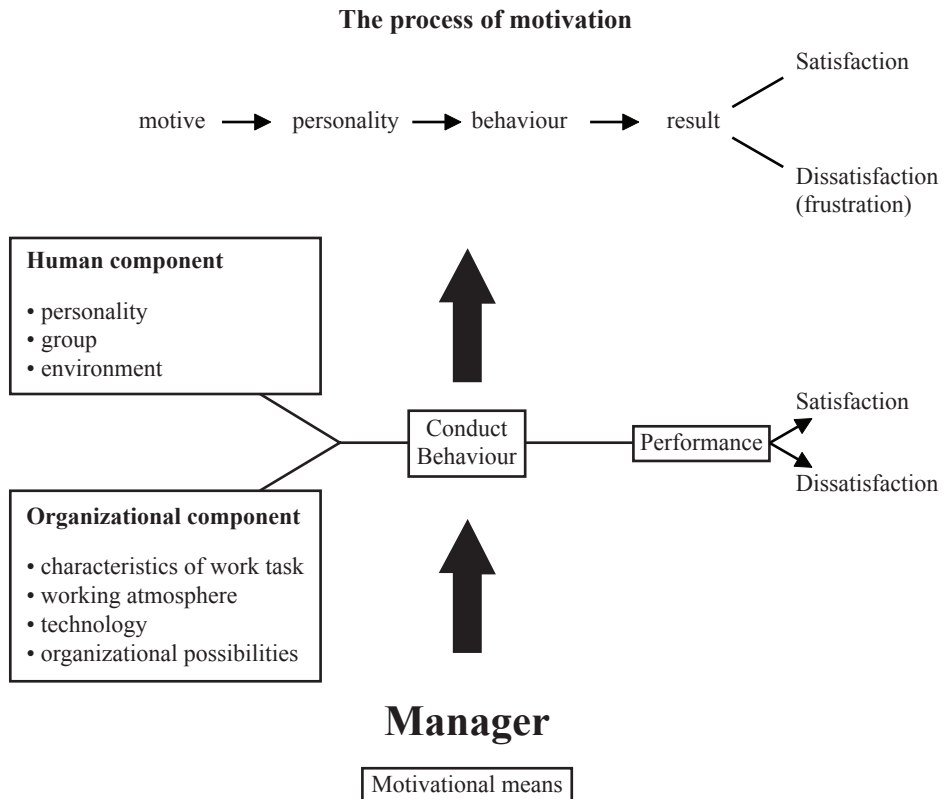 The process of motivation
Satisfaction
motive
personality
behaviour
result
Dissatisfaction
(frustration)
Human component
• personality
• group
• environment
Conduct
Behaviour
Performance
Satisfaction
Dissatisfaction
Organizational component
• characteristics of work task
• working atmosphere
• technology
• organizational possibilities
Manager
Motivational means